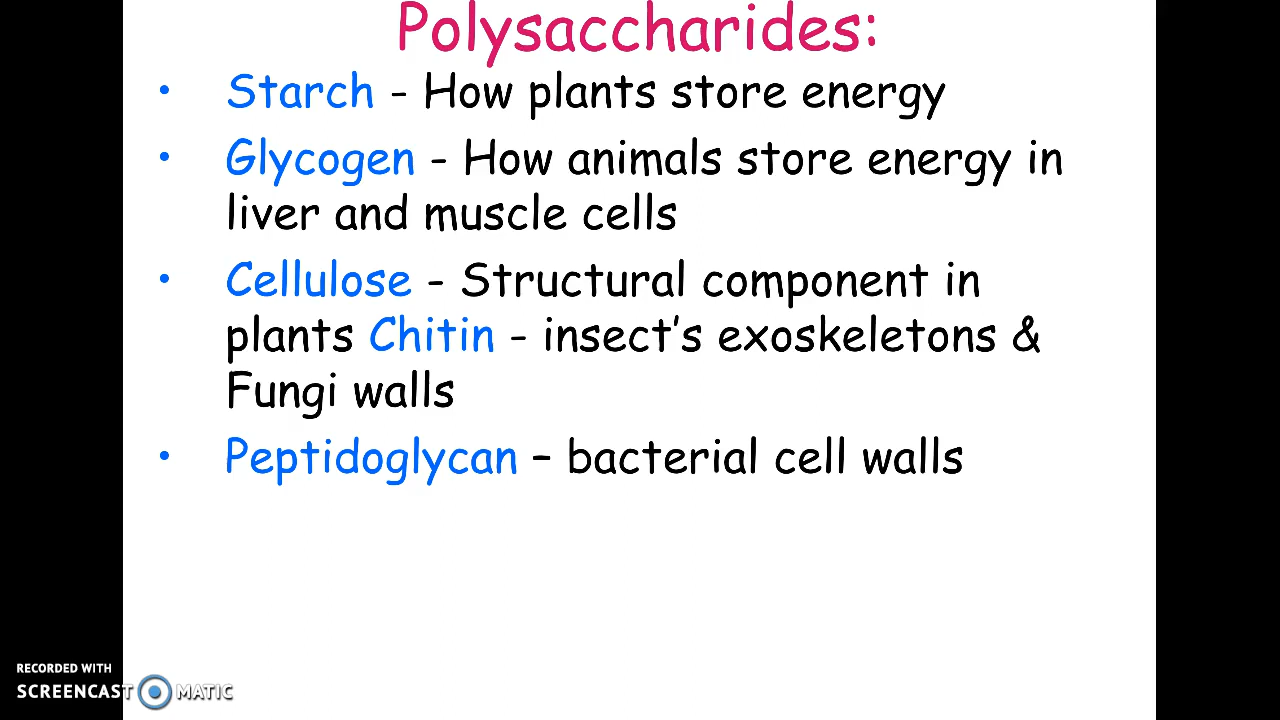 Polysaccharides:
• Starch - How plants store energy
• Glycogen - How animals store energy in
liver and muscle cells
• Cellulose - Structural component in
plants Chitin - insect's exoskeletons &
Fungi walls
• Peptidoglycan – bacterial cell walls
RECORDED WITH
SCREENCAST MATIC